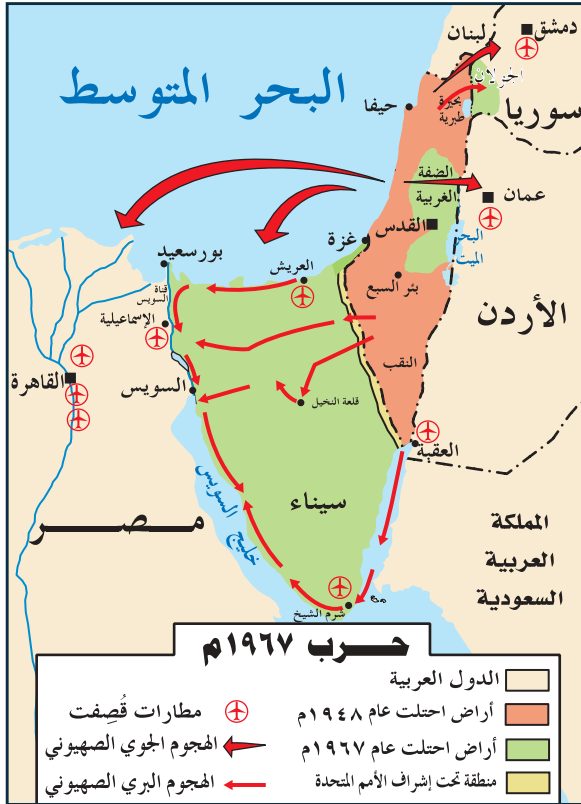 دمشق
لبنان
الجولان
سوريا
البحر المتوسط
حيفا
بحيرة
طبرية
الضفة
الغربية
عمان
القدس
غزة
البحر
الميت
بور سعيد
العريش
قناة
السويس
بئر السبع
الأردن
الإسماعيلية
النقب
القاهرة
السويس
قلعة النخيل
العقبة
سيناء
خليج السويس
مصر
المملكة
العربية
السعودية
شرم الشيخ
حرب ١٩٦٧م
الدول العربية
أراض احتلت عام ١٩٤٨م
أراض احتلت عام ١٩٦٧م
منطقة تحت إشراف الأمم المتحدة
مطارات قُصِفت
الهجوم الجوي الصهيوني
الهجوم البري الصهيوني